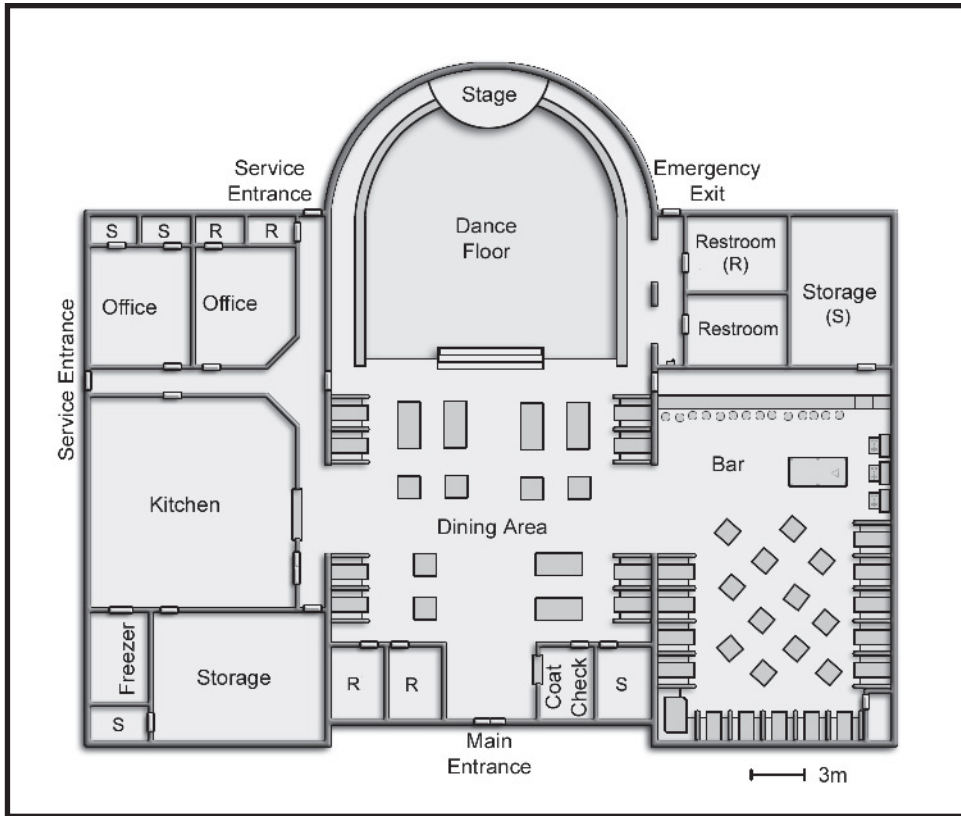 Stage
Service
Entrance
Emergency
Exit
S
S
R
R
Dance
Floor
Restroom
(R)
Office
Office
Storage
(S)
Restroom
Service Entrance
Bar
Kitchen
Dining Area
Freezer
Storage
R
R
Coat
Check
S
S
Main
Entrance
3m